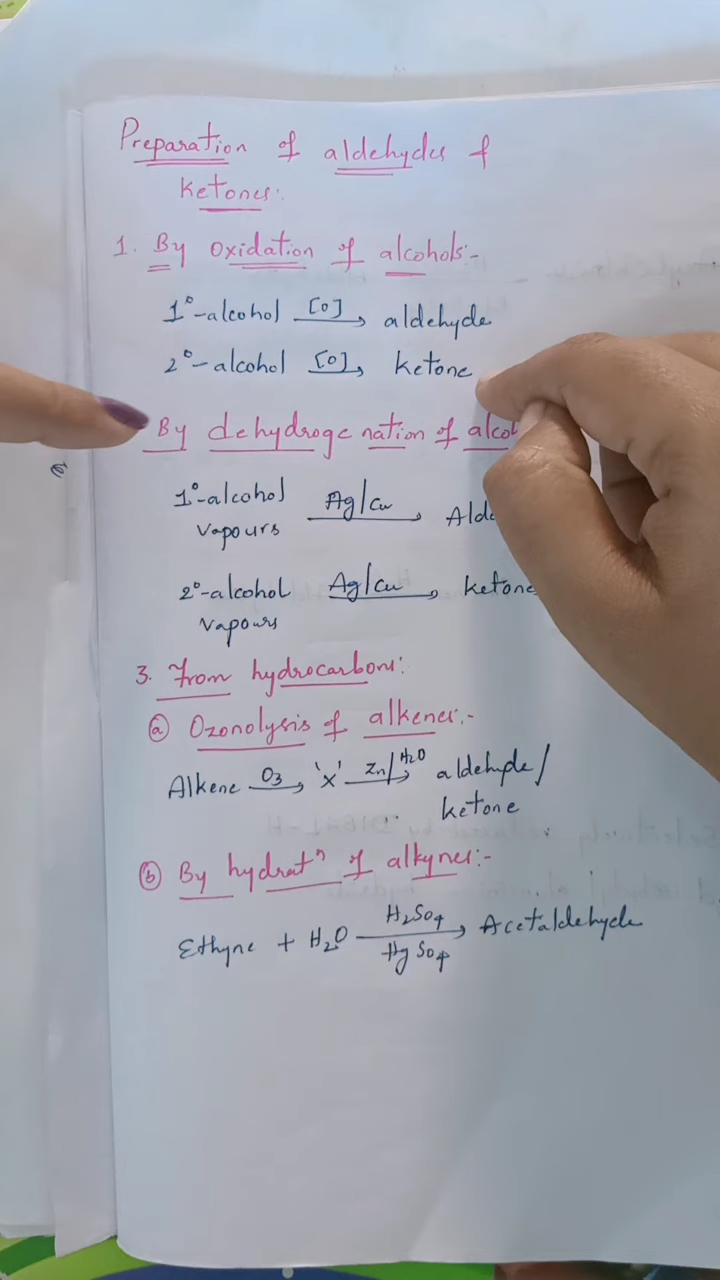 Preparation of aldehydes &
ketones:
1. By oxidation of alcohols:-
1°-alcohol [O] → aldehyde
2°-alcohol [O] → ketone
By dehydrogenation of
1°-alcohol Ag/Cu →
vapours
2°-alcohol Ag/Cu → ketone
vapours
3. From hydrocarbons:
(a) Ozonolysis of alkenes:-
Alkene O3 → 'X' Zn/H2O → aldehyde/
ketone
(b) By hydratn of alkynes:-
Ethyne + H2O H2SO4 → Acetaldehyde
HgSO4